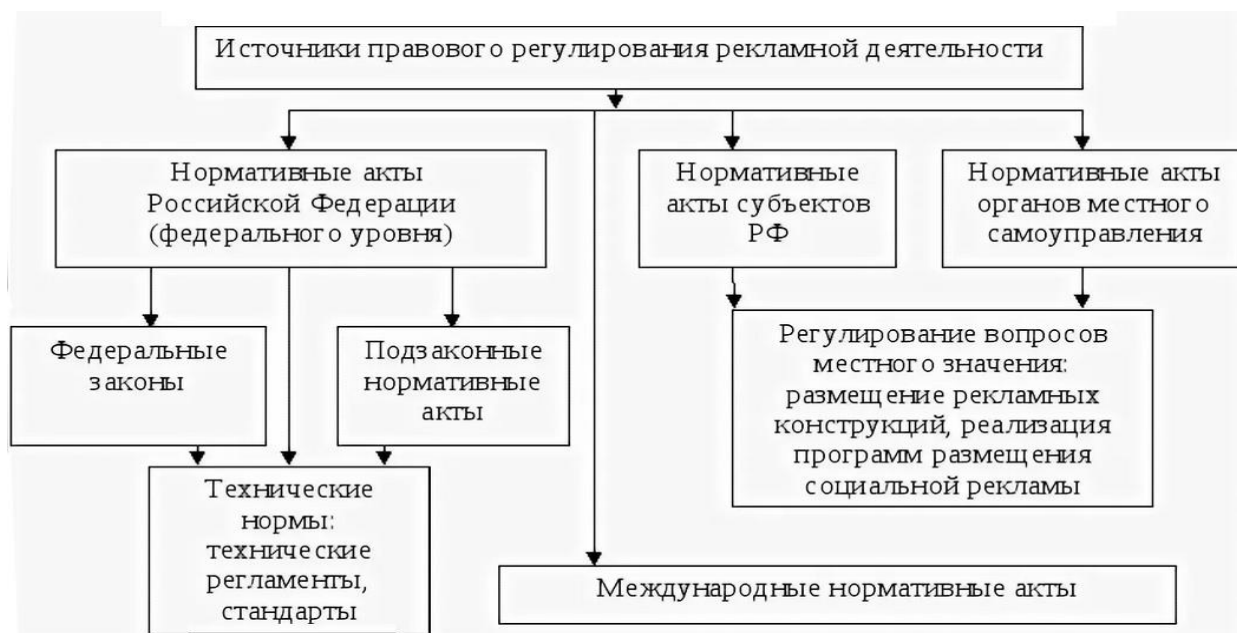 Источники правового регулирования рекламной деятельности
Нормативные акты
Российской Федерации
(федерального уровня)
Нормативные
акты субъектов
РФ
Нормативные акты
органов местного
самоуправления
Федеральные
законы
Подзаконные
нормативные
акты
Регулирование вопросов
местного значения:
размещение рекламных
конструкций, реализация
программ размещения
социальной рекламы
Технические
нормы:
технические
регламенты,
стандарты
Международные нормативные акты